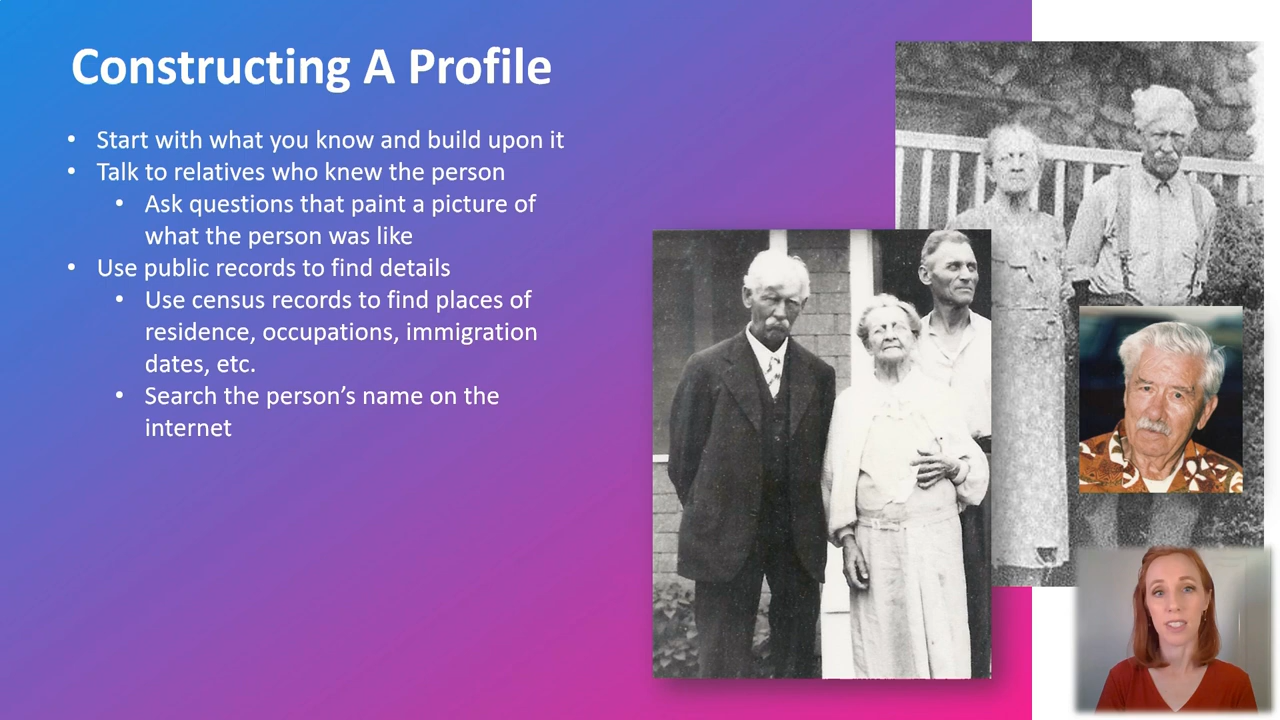 Constructing A Profile
• Start with what you know and build upon it
• Talk to relatives who knew the person
• Ask questions that paint a picture of
what the person was like
• Use public records to find details
• Use census records to find places of
residence, occupations, immigration
dates, etc.
• Search the person’s name on the
internet